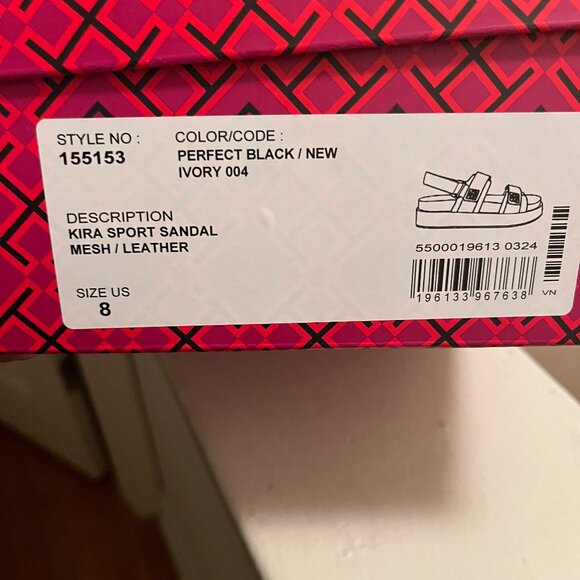 STYLE NO :
155153
COLOR/CODE :
PERFECT BLACK / NEW
IVORY 004
DESCRIPTION
KIRA SPORT SANDAL
MESH / LEATHER
SIZE US
8
5500019613 0324
196133 967638
VN